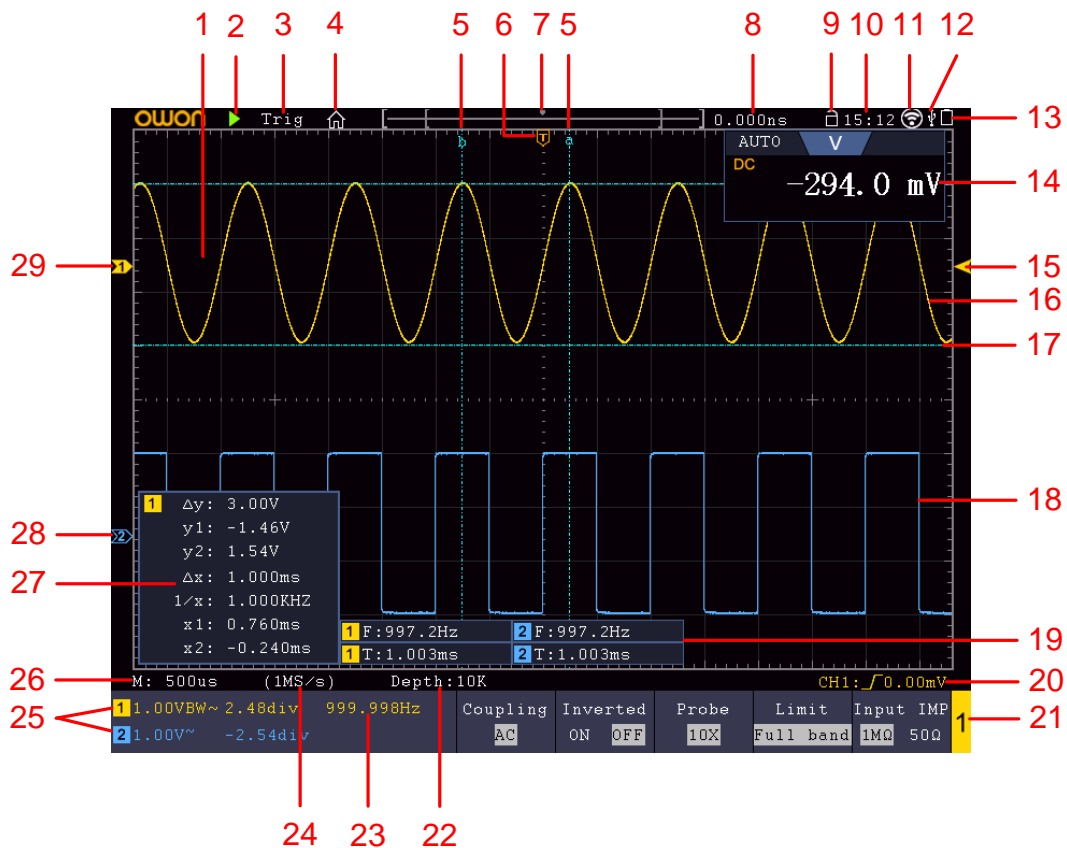 1 2 3 4 5 6 7 5 8 9 10 11 12
owon Trig 0.000ns 15:12
13
b T a
AUTO V
DC
-294.0 mV
14
29 1 15
16
17
18
1 Δy: 3.00V
y1: -1.46V
28 2
y2: 1.54V
27 Δx: 1.000ms
1/x: 1.000KHZ
x1: 0.760ms
x2: -0.240ms
1 F:997.2Hz 2 F:997.2Hz
19
1 T:1.003ms 2 T:1.003ms
26 M: 500us (1MS/s) Depth:10K CH1: 0.00mV 20
25 1 1.00VBW~ 2.48div 999.998Hz Coupling Inverted Probe Limit Input IMP 1 21
2 1.00V~ -2.54div AC ON OFF 10X Full band 1MΩ 50Ω
24 23 22